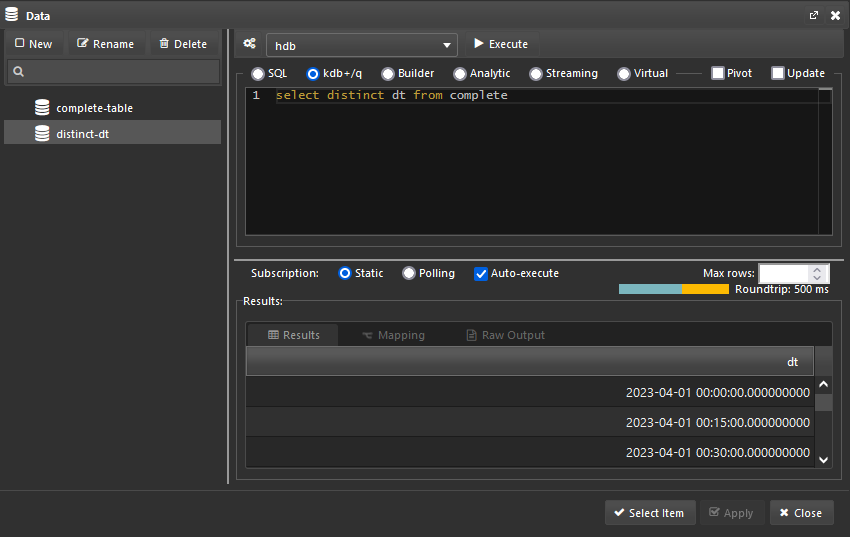 Data
New Rename Delete
complete-table
distinct-dt
hdb Execute
SQL kdb+/q Builder Analytic Streaming Virtual Pivot Update
1 select distinct dt from complete
Subscription: Static Polling Auto-execute Max rows:
Roundtrip: 500 ms
Results:
Results Mapping Raw Output
dt
2023-04-01 00:00:00.000000000
2023-04-01 00:15:00.000000000
2023-04-01 00:30:00.000000000
Select Item Apply Close